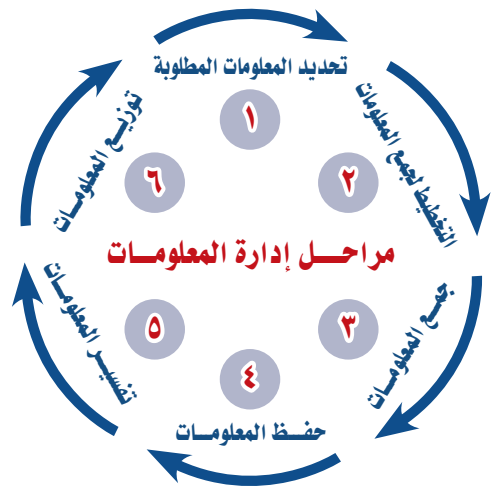 مراحل إدارة المعلومات
١
تحديد المعلومات المطلوبة
٢
التخطيط لجمع المعلومات
٣
جمع المعلومات
٤
حفظ المعلومات
٥
تفسير المعلومات
٦
توزيع المعلومات